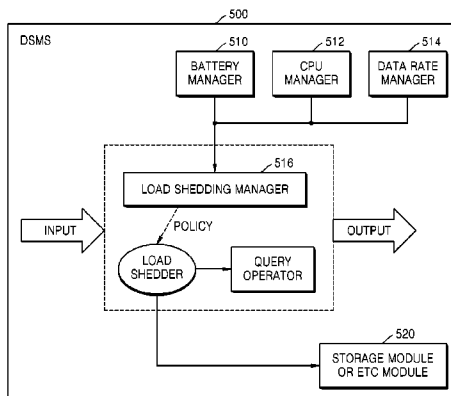 500
DSMS
510
512
514
BATTERY
MANAGER
CPU
MANAGER
DATA RATE
MANAGER
516
LOAD SHEDDING MANAGER
INPUT
POLICY
OUTPUT
LOAD
SHEDDER
QUERY
OPERATOR
520
STORAGE MODULE
OR ETC MODULE